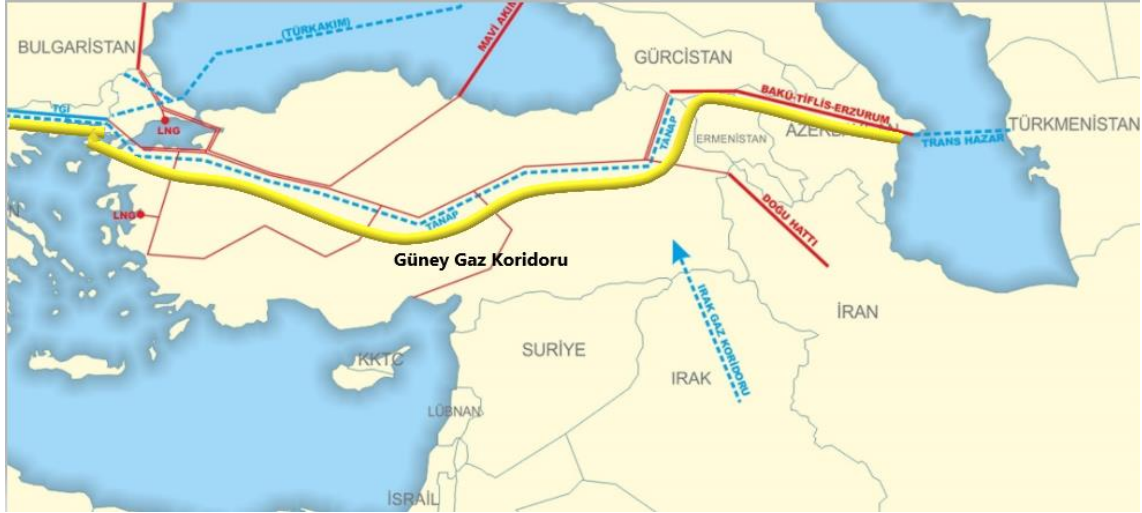 (TÜRKAKIM)
MAVİ AKIM
BULGARİSTAN
GÜRCİSTAN
TGI
LNG
BAKÜ-TİFLİS-ERZURUM
TANAP
ERMENİSTAN
TRANS HAZAR
TÜRKMENİSTAN
LNG
TANAP
DOĞU HATTI
Güney Gaz Koridoru
IRAK GAZ KORİDORU
İRAN
SURİYE
KKTC
IRAK
LÜBNAN
İSRAİL